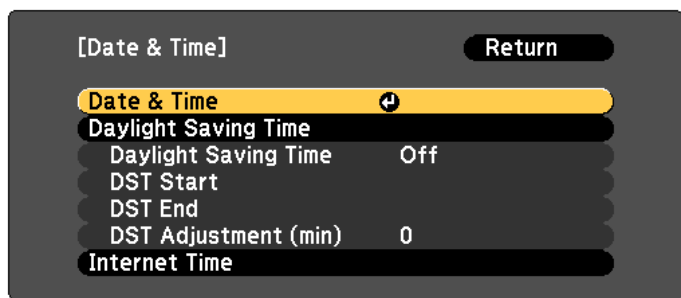 [Date & Time] Return
Date & Time
Daylight Saving Time
Daylight Saving Time Off
DST Start
DST End
DST Adjustment (min) 0
Internet Time